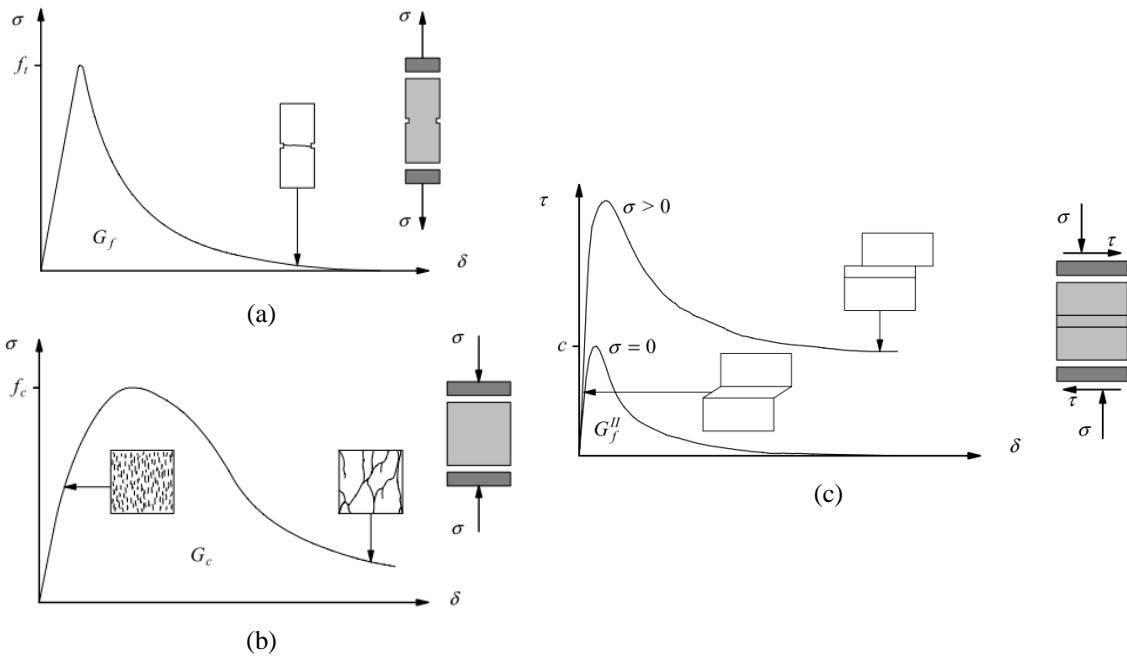 σ
f_t
G_f
δ
σ
σ
(a)
σ
f_c
G_c
δ
σ
σ
(b)
τ
σ > 0
c
σ = 0
G_f^II
δ
σ
τ
τ
σ
(c)